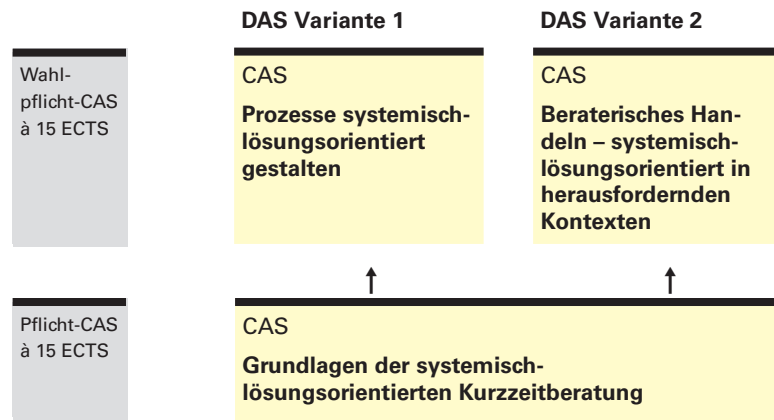 DAS Variante 1
DAS Variante 2
Wahl-
pflicht-CAS
à 15 ECTS
CAS
Prozesse systemisch-
lösungsorientiert
gestalten
CAS
Beraterisches Han-
deln – systemisch-
lösungsorientiert in
herausfordernden
Kontexten
Pflicht-CAS
à 15 ECTS
CAS
Grundlagen der systemisch-
lösungsorientierten Kurzzeitberatung